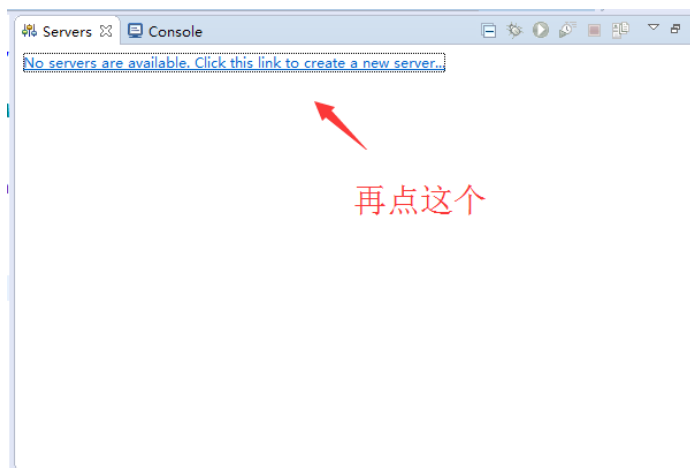 Servers
Console
No servers are available. Click this link to create a new server...
再点这个